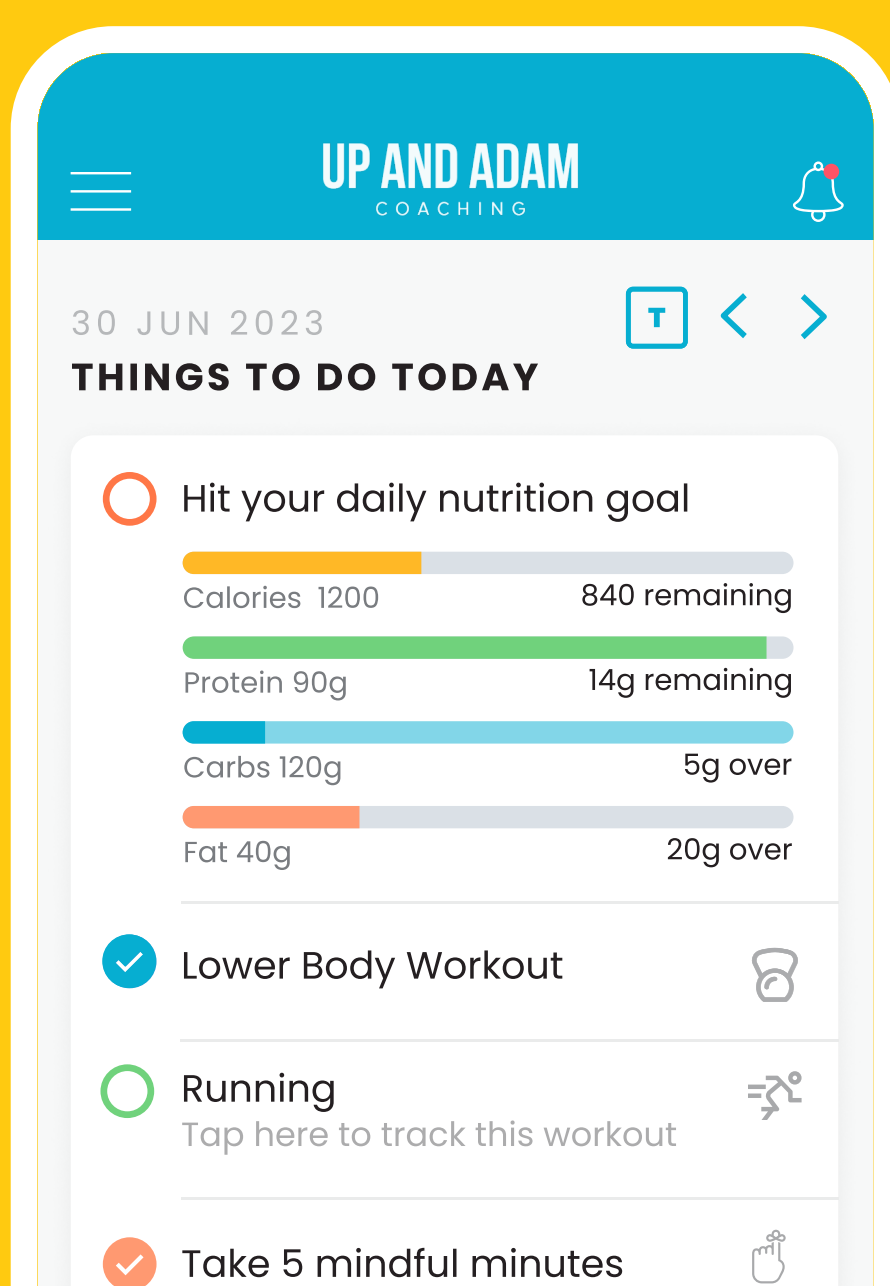 UP AND ADAM
COACHING
30 JUN 2023
T
THINGS TO DO TODAY
Hit your daily nutrition goal
Calories 1200
840 remaining
Protein 90g
14g remaining
Carbs 120g
5g over
Fat 40g
20g over
Lower Body Workout
Running
Tap here to track this workout
Take 5 mindful minutes